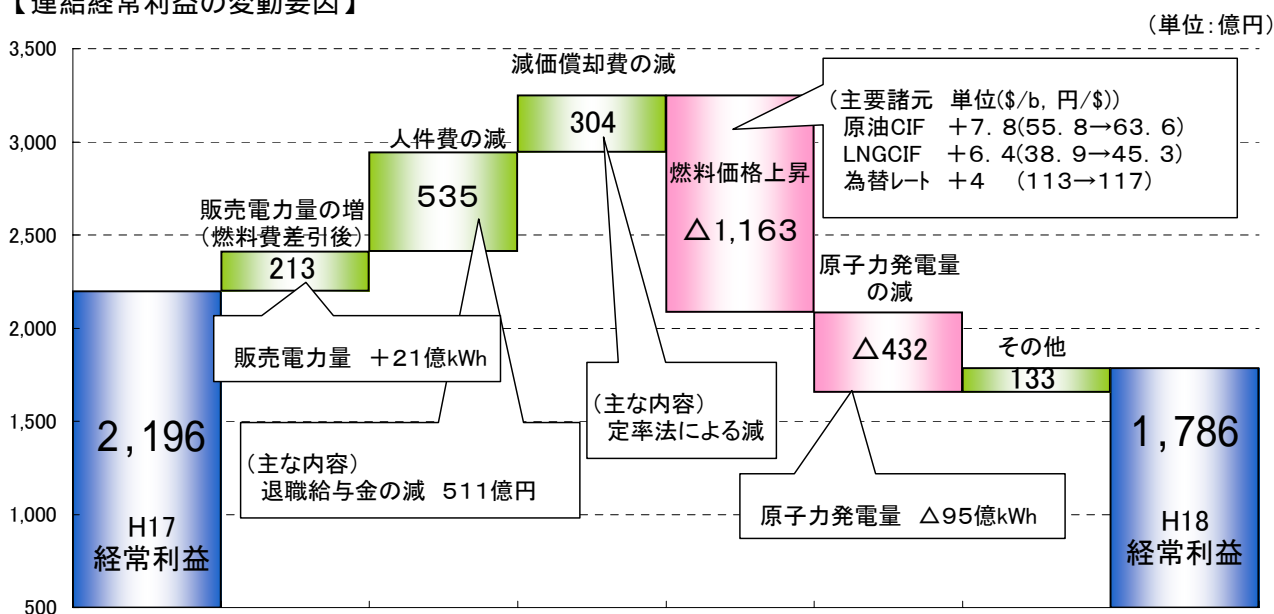 【連結経常利益の変動要因】
(単位:億円)
3,500
3,000
2,500
2,000
1,500
1,000
500
2,196
H17
経常利益
販売電力量の増
(燃料費差引後)
213
販売電力量 +21億kWh
人件費の減
535
(主な内容)
退職給与金の減 511億円
減価償却費の減
304
(主な内容)
定率法による減
燃料価格上昇
△1,163
(主要諸元 単位($/b, 円/$))
原油CIF +7.8(55.8→63.6)
LNGCIF +6.4(38.9→45.3)
為替レート +4 (113→117)
原子力発電量
の減
△432
原子力発電量 △95億kWh
その他
133
1,786
H18
経常利益